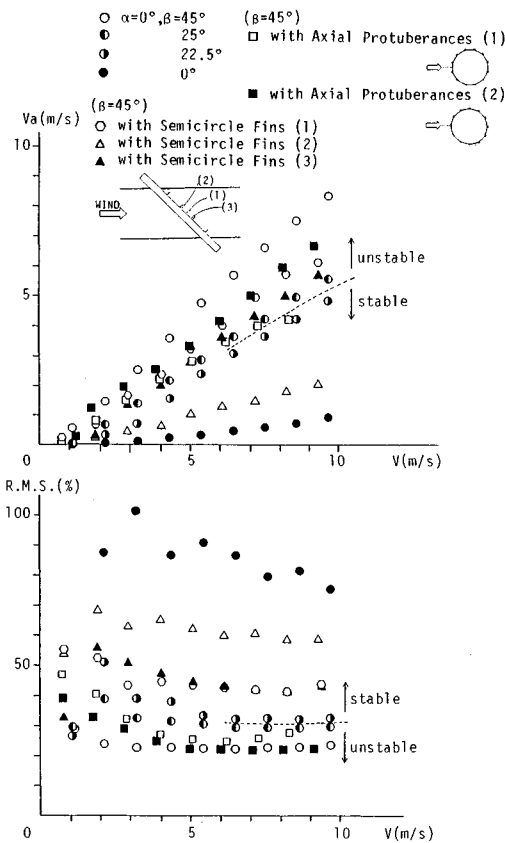 α=0°,β=45°
25°
22.5°
0°
(β=45°)
with Axial Protuberances (1)
with Axial Protuberances (2)
(β=45°)
with Semicircle Fins (1)
with Semicircle Fins (2)
with Semicircle Fins (3)
Va(m/s)
10
5
0
WIND
(2)
(1)
(3)
unstable
stable
5
10
V(m/s)
R.M.S.(%)
100
50
0
stable
unstable
5
10
V(m/s)